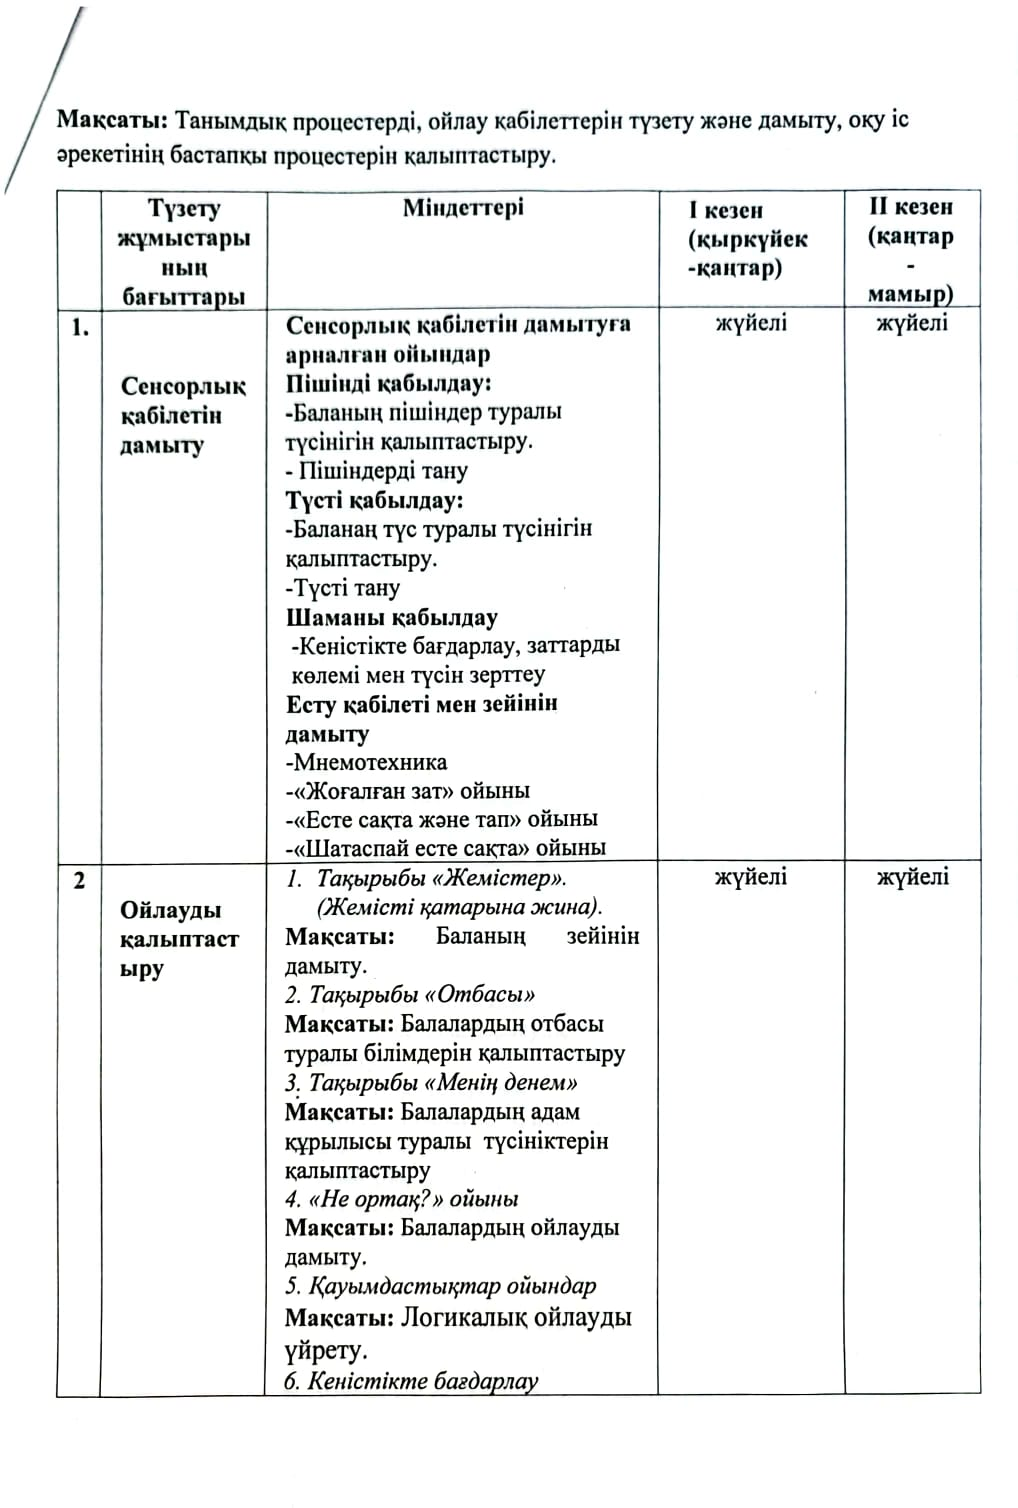 Мақсаты: Танымдық процестерді, ойлау қабілеттерін түзету және дамыту, оқу іс
әрекетінің бастапқы процестерін қалыптастыру.
Түзету
жұмыстары
ның
бағыттары
Міндеттері
І кезен
(қыркүйек
-қаңтар)
ІІ кезен
(қаңтар
-
мамыр)
1.
Сенсорлық
қабілетін
дамыту
Сенсорлық қабілетін дамытуға
арналған ойындар
Пішінді қабылдау:
-Баланың пішіндер туралы
түсінігін қалыптастыру.
- Пішіндерді тану
Түсті қабылдау:
-Баланаң түс туралы түсінігін
қалыптастыру.
-Түсті тану
Шаманы қабылдау
-Кеністікте бағдарлау, заттарды
көлемі мен түсін зерттеу
Есту қабілеті мен зейінін
дамыту
-Мнемотехника
-«Жоғалған зат» ойыны
-«Есте сақта және тап» ойыны
-«Шатаспай есте сақта» ойыны
жүйелі
жүйелі
2
Ойлауды
қалыптаст
ыру
1. Тақырыбы «Жемістер».
(Жемісті қатарына жина).
Мақсаты: Баланың зейінін
дамыту.
2. Тақырыбы «Отбасы»
Мақсаты: Балалардың отбасы
туралы білімдерін қалыптастыру
3. Тақырыбы «Менің денем»
Мақсаты: Балалардың адам
құрылысы туралы түсініктерін
қалыптастыру
4. «Не ортақ?» ойыны
Мақсаты: Балалардың ойлауды
дамыту.
5. Қауымдастықтар ойындар
Мақсаты: Логикалық ойлауды
үйрету.
6. Кеністікте бағдарлау
жүйелі
жүйелі